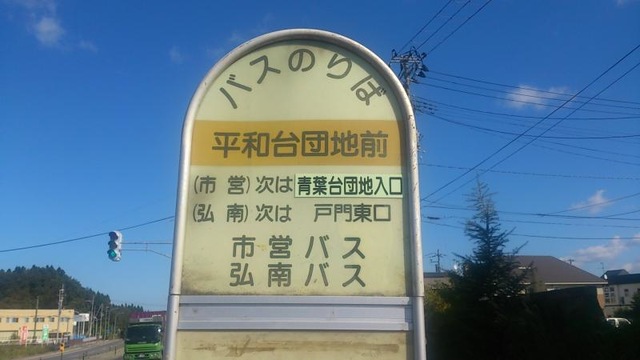 バスのりば
平和台団地前
(市営)次は 青葉台団地入口
(弘南)次は 戸門東口
市営バス
弘南バス